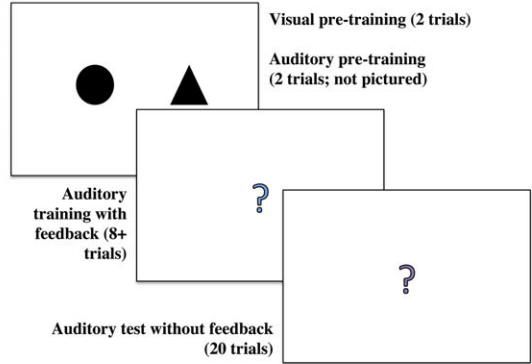 Visual pre-training (2 trials)
Auditory pre-training
(2 trials; not pictured)
?
Auditory
training with
feedback (8+
trials)
?
Auditory test without feedback
(20 trials)